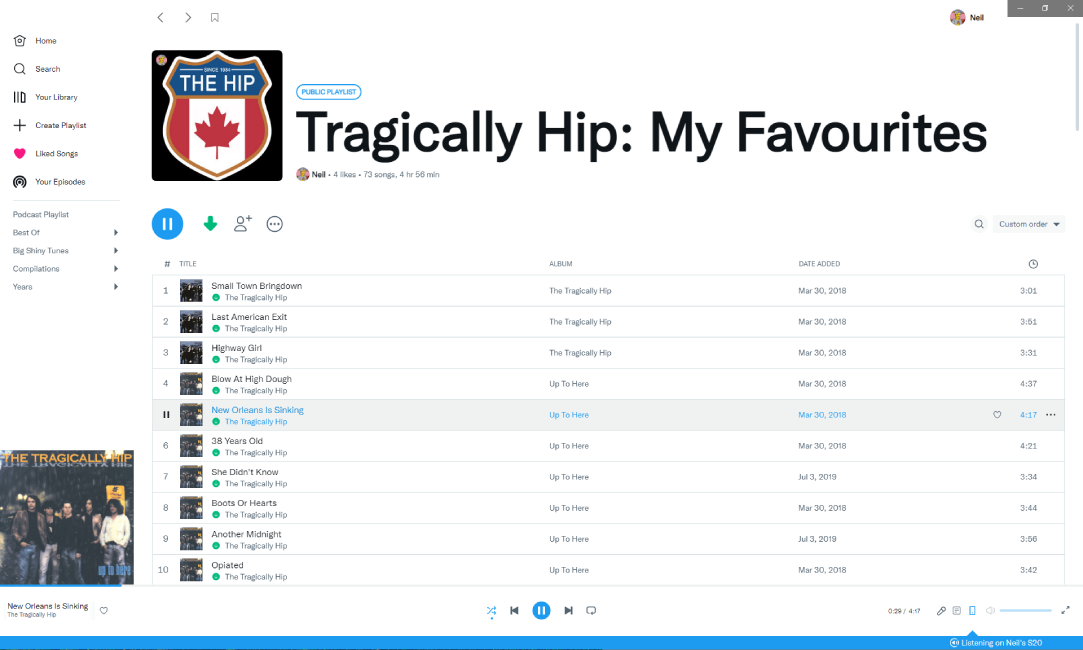 Neil
Home
Search
Your Library
Create Playlist
Liked Songs
Your Episodes
Podcast Playlist
Best Of
Big Shiny Tunes
Compilations
Years
SINCE 1984
THE HIP
PUBLIC PLAYLIST
Tragically Hip: My Favourites
Neil • 4 likes • 73 songs, 4 hr 56 min
Custom order
# TITLE ALBUM DATE ADDED
1 Small Town Bringdown The Tragically Hip Mar 30, 2018 3:01
The Tragically Hip
2 Last American Exit The Tragically Hip Mar 30, 2018 3:51
The Tragically Hip
3 Highway Girl The Tragically Hip Mar 30, 2018 3:31
The Tragically Hip
4 Blow At High Dough Up To Here Mar 30, 2018 4:37
The Tragically Hip
New Orleans Is Sinking Up To Here Mar 30, 2018 4:17
The Tragically Hip
6 38 Years Old Up To Here Mar 30, 2018 4:21
The Tragically Hip
7 She Didn't Know Up To Here Jul 3, 2019 3:34
The Tragically Hip
8 Boots Or Hearts Up To Here Mar 30, 2018 3:44
The Tragically Hip
9 Another Midnight Up To Here Jul 3, 2019 3:56
The Tragically Hip
10 Opiated Up To Here Mar 30, 2018 3:42
The Tragically Hip
THE TRAGICALLY HIP
up to here
New Orleans Is Sinking
The Tragically Hip
0:29 / 4:17
Listening on Neil's S20